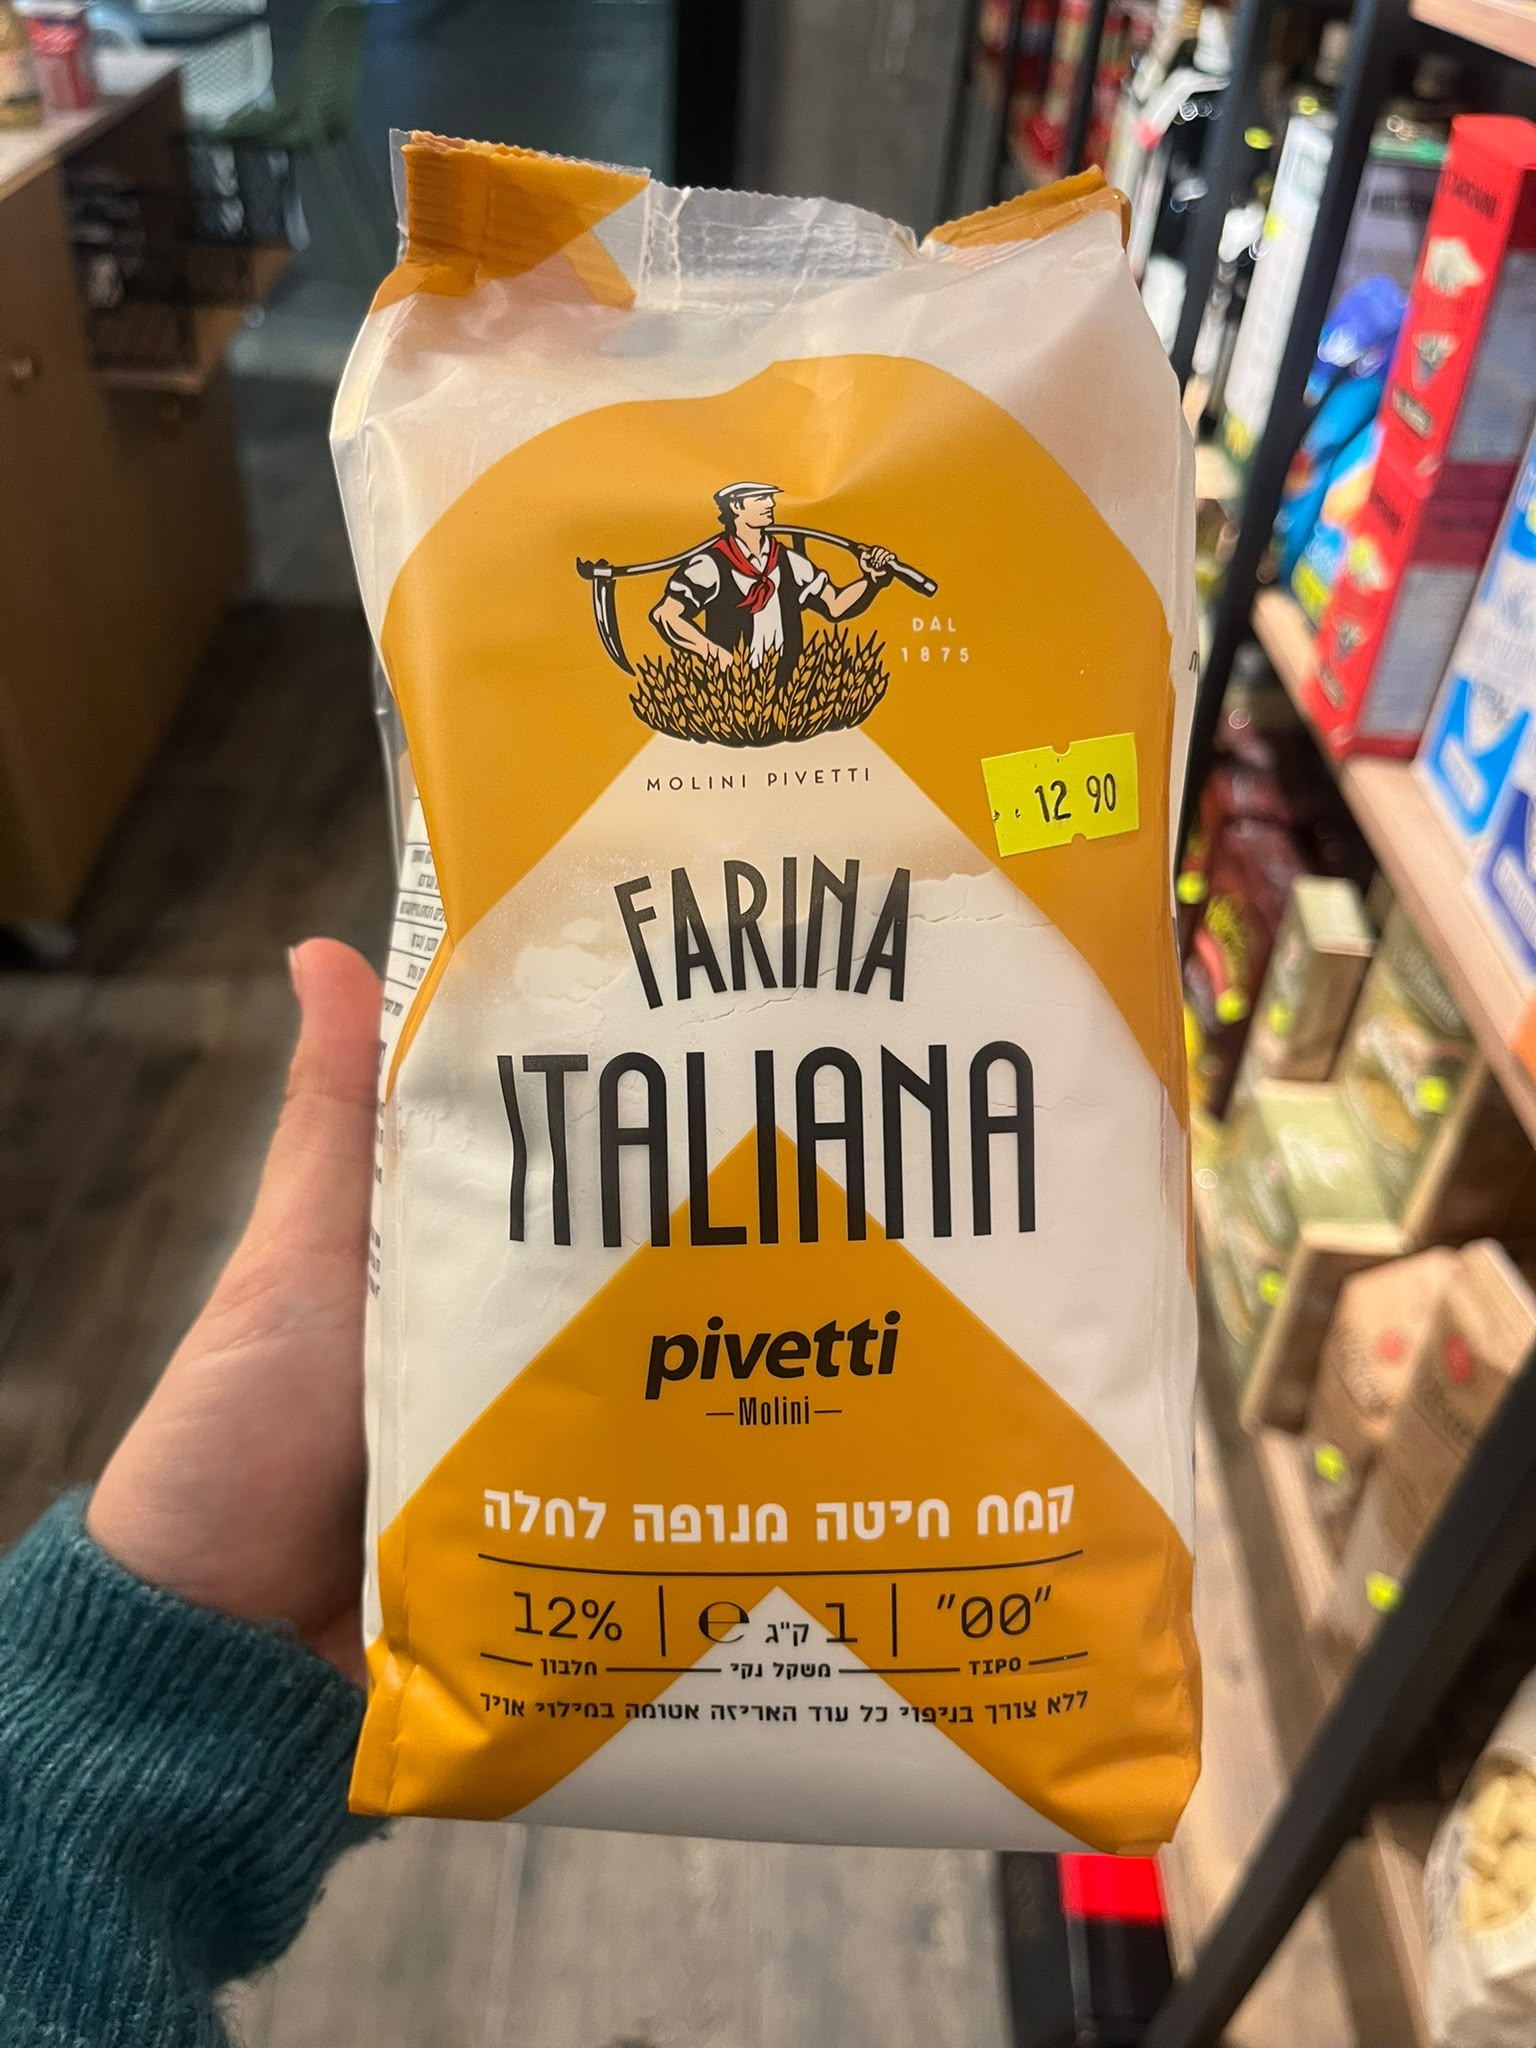 DAL
1875
MOLINI PIVETTI
12 90
FARINA
ITALIANA
pivetti
Molini
קמח חיטה מנופה לחלה
12% | ℮ 1 ק"ג | "00"
חלבון משקל נקי TIPO
ללא צורך בניפוי כל עוד האריזה אטומה במילוי אויר